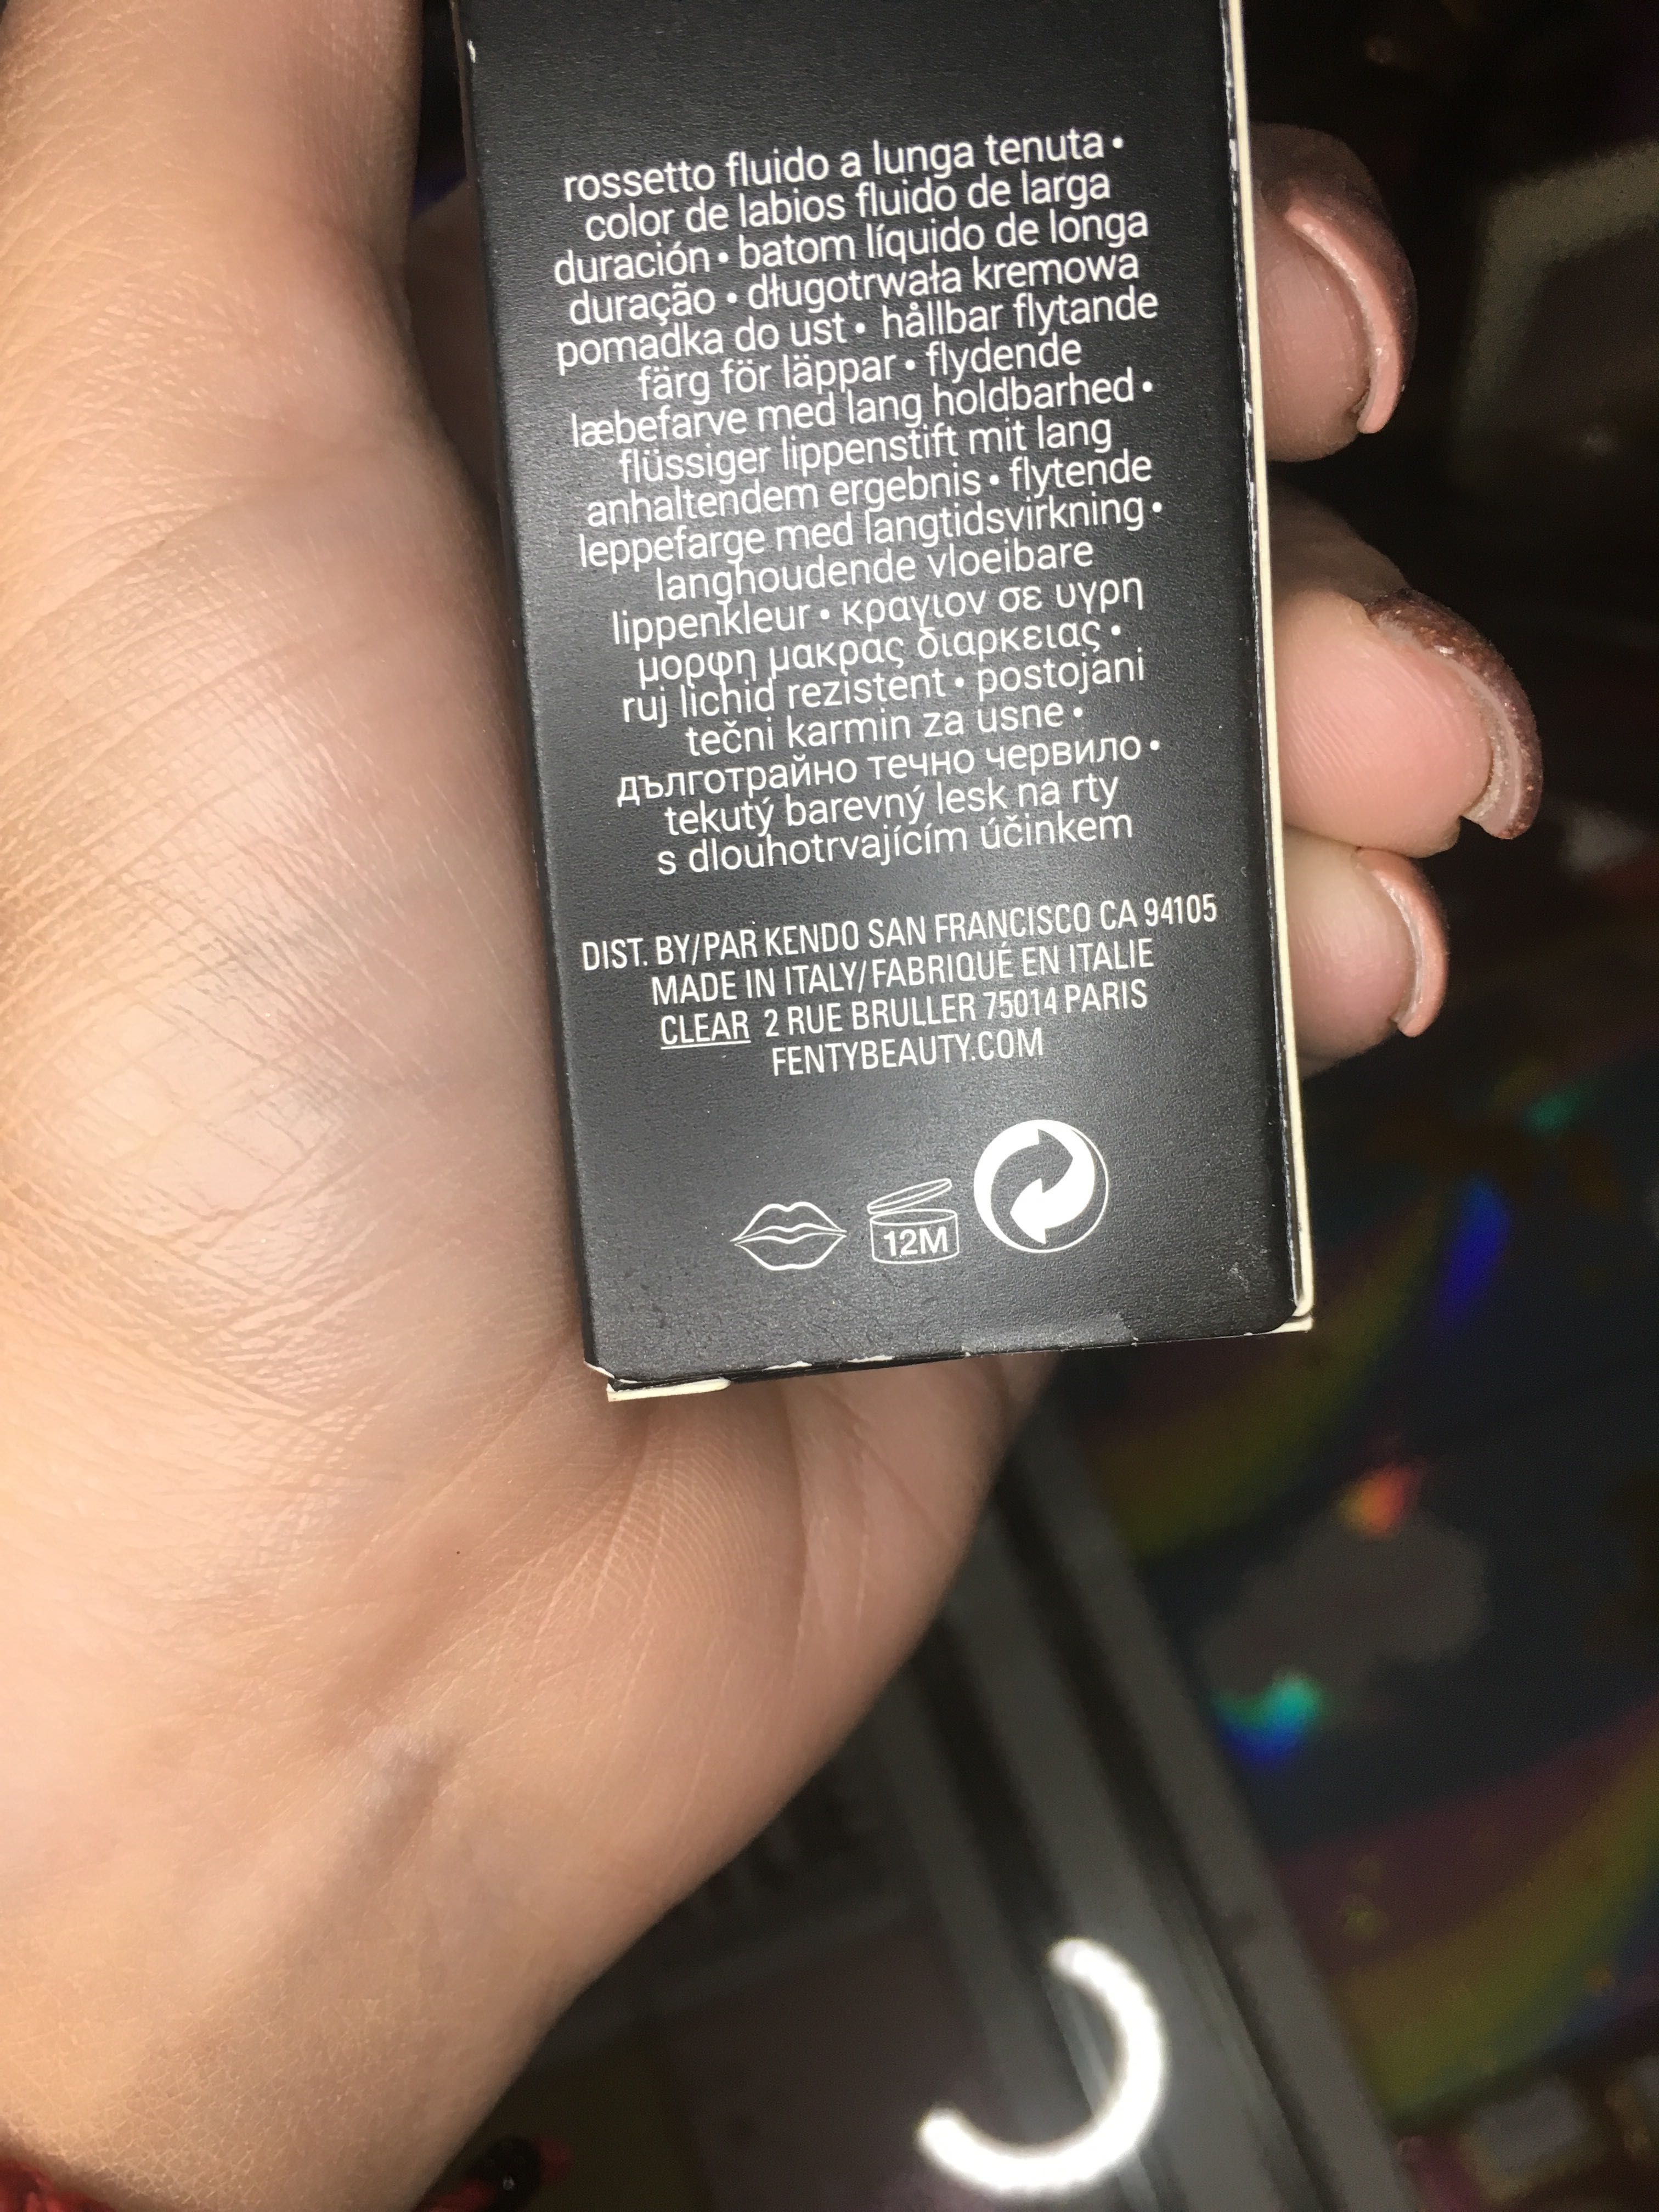 rossetto fluido a lunga tenuta •
color de labios fluido de larga
duración • batom líquido de longa
duração • długotrwała kremowa
pomadka do ust • hållbar flytande
färg för läppar • flydende
læbefarve med lang holdbarhed •
flüssiger lippenstift mit lang
anhaltendem ergebnis • flytende
leppefarge med langtidsvirkning •
langhoudende vloeibare
lippenkleur • κραγιον σε υγρη
μορφη μακρας διαρκειας •
ruj lichid rezistent • postojani
tečni karmin za usne •
дълготрайно течно червило •
tekutý barevný lesk na rty
s dlouhotrvajícím účinkem
DIST. BY/PAR KENDO SAN FRANCISCO CA 94105
MADE IN ITALY/FABRIQUÉ EN ITALIE
CLEAR 2 RUE BRULLER 75014 PARIS
FENTYBEAUTY.COM
12M